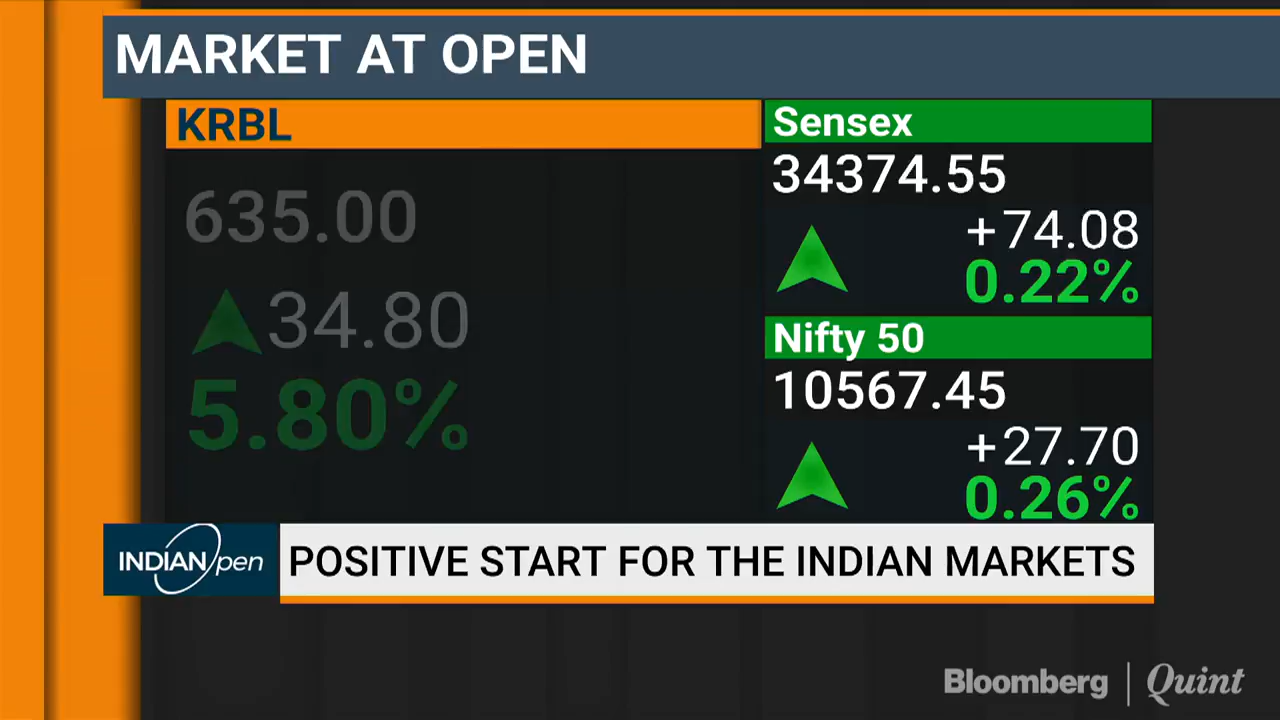 MARKET AT OPEN
KRBL
635.00
34.80
5.80%
Sensex
34374.55
+74.08
0.22%
Nifty 50
10567.45
+27.70
0.26%
INDIAN Open
POSITIVE START FOR THE INDIAN MARKETS
Bloomberg | Quint